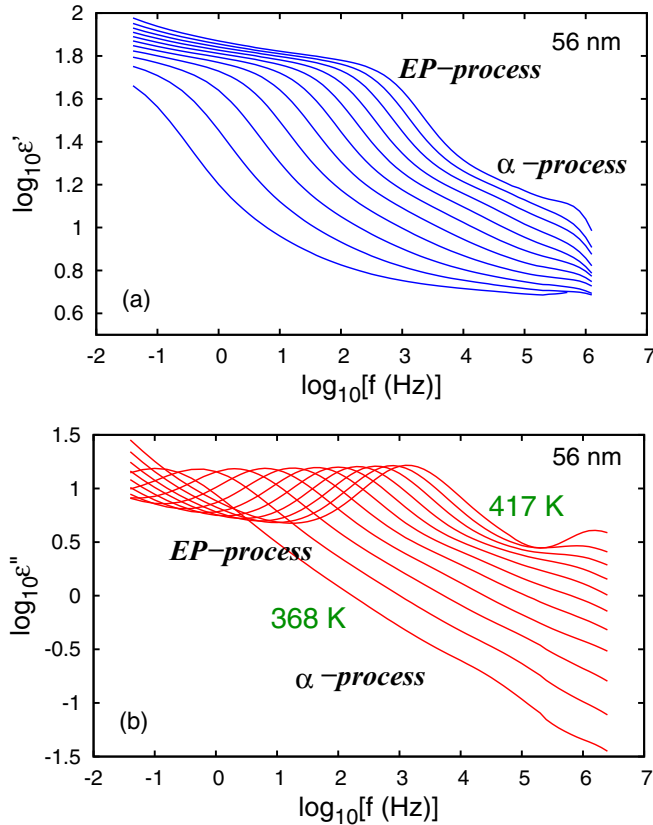 2
1.8
1.6
1.4
1.2
1
0.8
0.6
log₁₀ε'
56 nm
EP−process
α −process
(a)
-2 -1 0 1 2 3 4 5 6 7
log₁₀[f (Hz)]
1.5
1
0.5
0
-0.5
-1
-1.5
log₁₀ε''
56 nm
417 K
EP−process
368 K
α −process
(b)
-2 -1 0 1 2 3 4 5 6 7
log₁₀[f (Hz)]